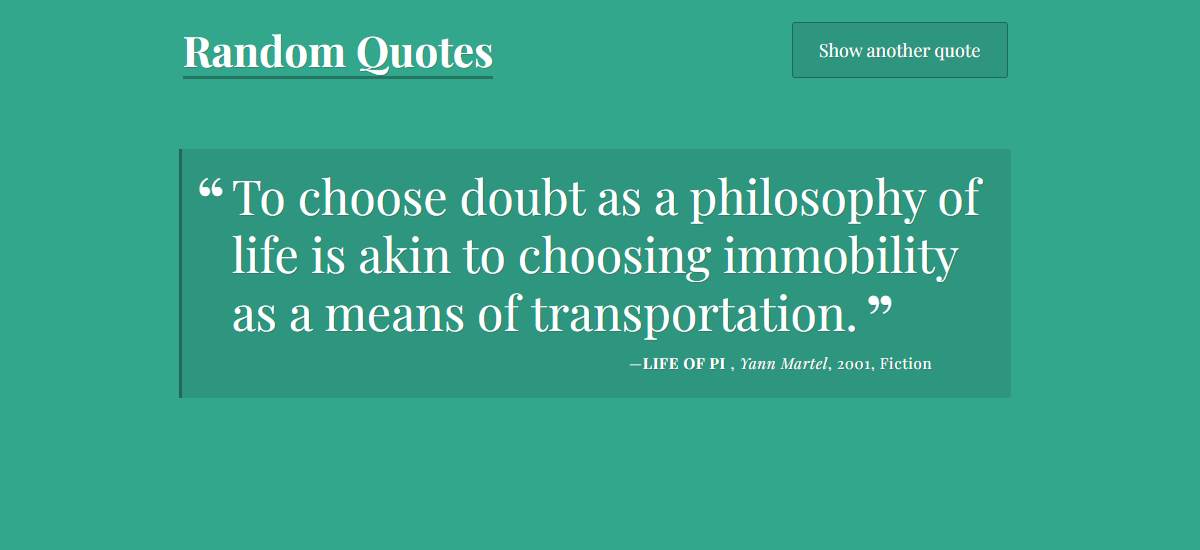 Random Quotes
Show another quote
“ To choose doubt as a philosophy of
life is akin to choosing immobility
as a means of transportation. ”
—LIFE OF PI , Yann Martel, 2001, Fiction